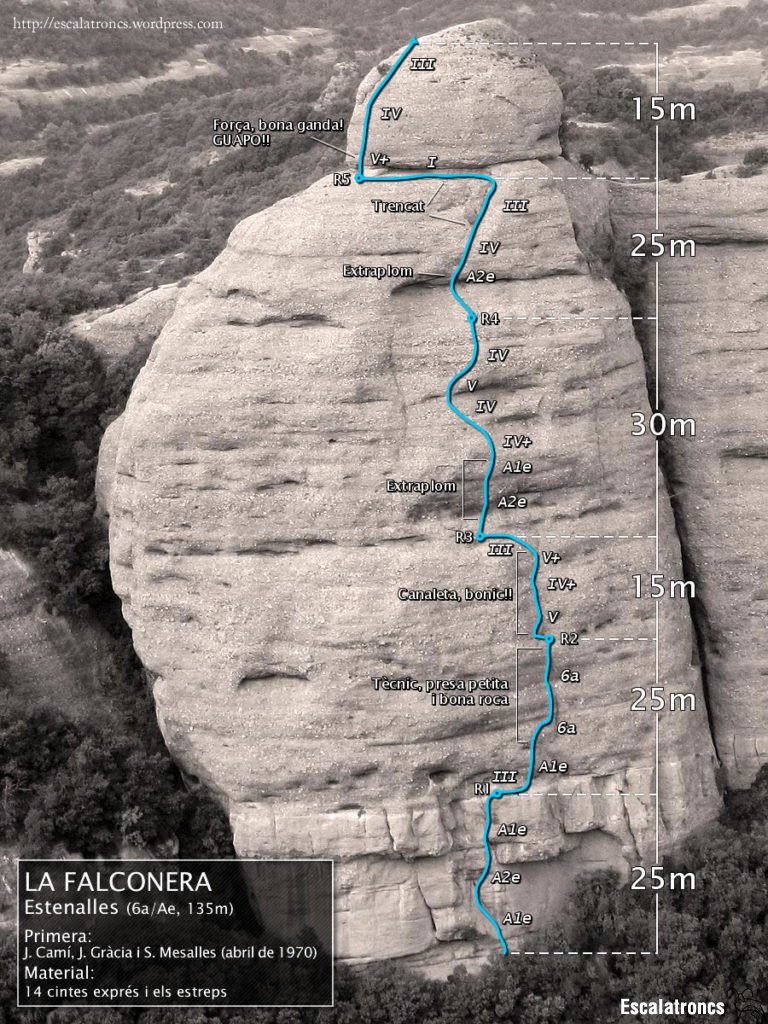 http://escalatroncs.wordpress.com
III
15m
IV
Força, bona ganda!
GUAPO!!
V+
I
R5
Trencat
III
25m
IV
Extraplom
A2e
R4
IV
V
IV
30m
IV+
A1e
Extraplom
A2e
R3
III
V+
IV+
15m
Canaleta, bonic!!
V
R2
6a
Tècnic, presa petita
i bona roca
25m
6a
A1e
III
R1
A1e
A2e
25m
A1e
LA FALCONERA
Estenalles (6a/Ae, 135m)
Primera:
J. Camí, J. Gràcia i S. Mesalles (abril de 1970)
Material:
14 cintes exprés i els estreps
Escalatroncs